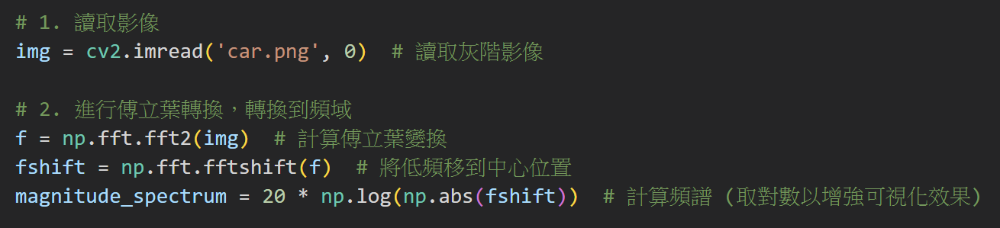 # 1. 讀取影像
img = cv2.imread('car.png', 0)  # 讀取灰階影像
# 2. 進行傅立葉轉換，轉換到頻域
f = np.fft.fft2(img)  # 計算傅立葉變換
fshift = np.fft.fftshift(f)  # 將低頻移到中心位置
magnitude_spectrum = 20 * np.log(np.abs(fshift))  # 計算頻譜 (取對數以增強可視化效果)